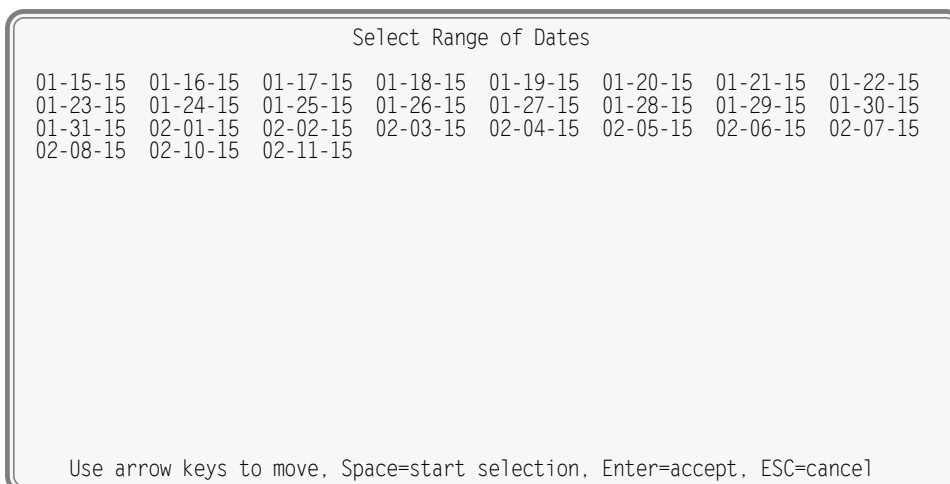 Select Range of Dates
01-15-15 01-16-15 01-17-15 01-18-15 01-19-15 01-20-15 01-21-15 01-22-15
01-23-15 01-24-15 01-25-15 01-26-15 01-27-15 01-28-15 01-29-15 01-30-15
01-31-15 02-01-15 02-02-15 02-03-15 02-04-15 02-05-15 02-06-15 02-07-15
02-08-15 02-10-15 02-11-15
Use arrow keys to move, Space=start selection, Enter=accept, ESC=cancel